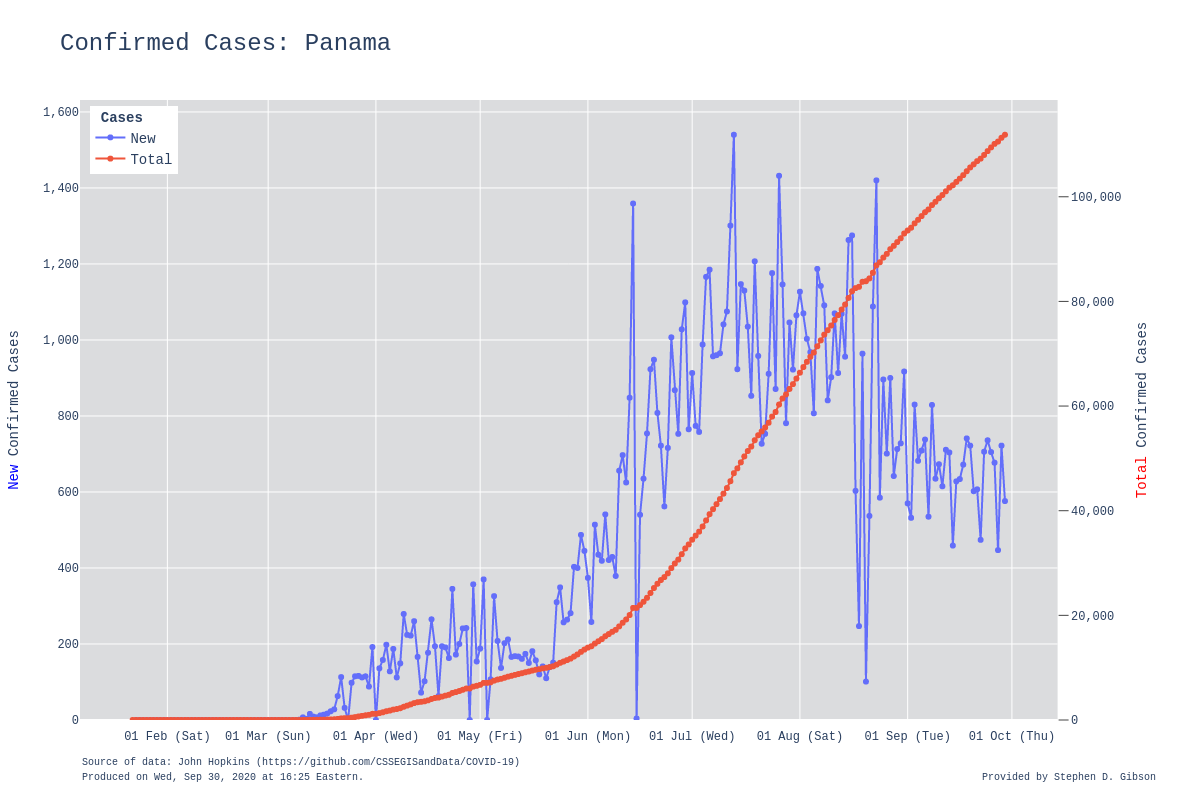 Confirmed Cases: Panama
Cases
New
Total
1,600
1,400
1,200
1,000
800
600
400
200
0
New Confirmed Cases
100,000
80,000
60,000
40,000
20,000
0
Total Confirmed Cases
01 Feb (Sat) 01 Mar (Sun) 01 Apr (Wed) 01 May (Fri) 01 Jun (Mon) 01 Jul (Wed) 01 Aug (Sat) 01 Sep (Tue) 01 Oct (Thu)
Source of data: John Hopkins (https://github.com/CSSEGISandData/COVID-19)
Produced on Wed, Sep 30, 2020 at 16:25 Eastern.
Provided by Stephen D. Gibson